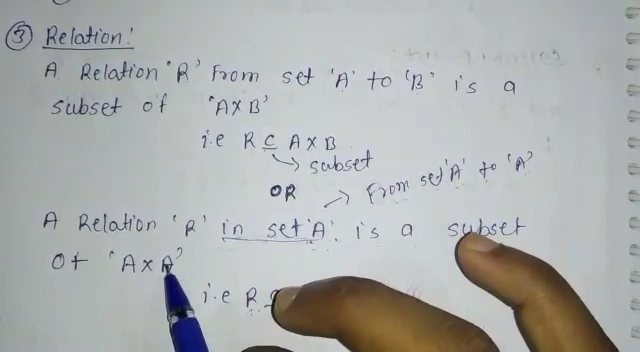 ③ Relation:
A Relation 'R' From set 'A' to 'B' is a
subset of 'A×B'
i.e R ⊆ A×B
→ subset
OR → From set 'A' to 'A'
A Relation 'R' in set 'A' is a subset
Of 'A×A'
i.e R